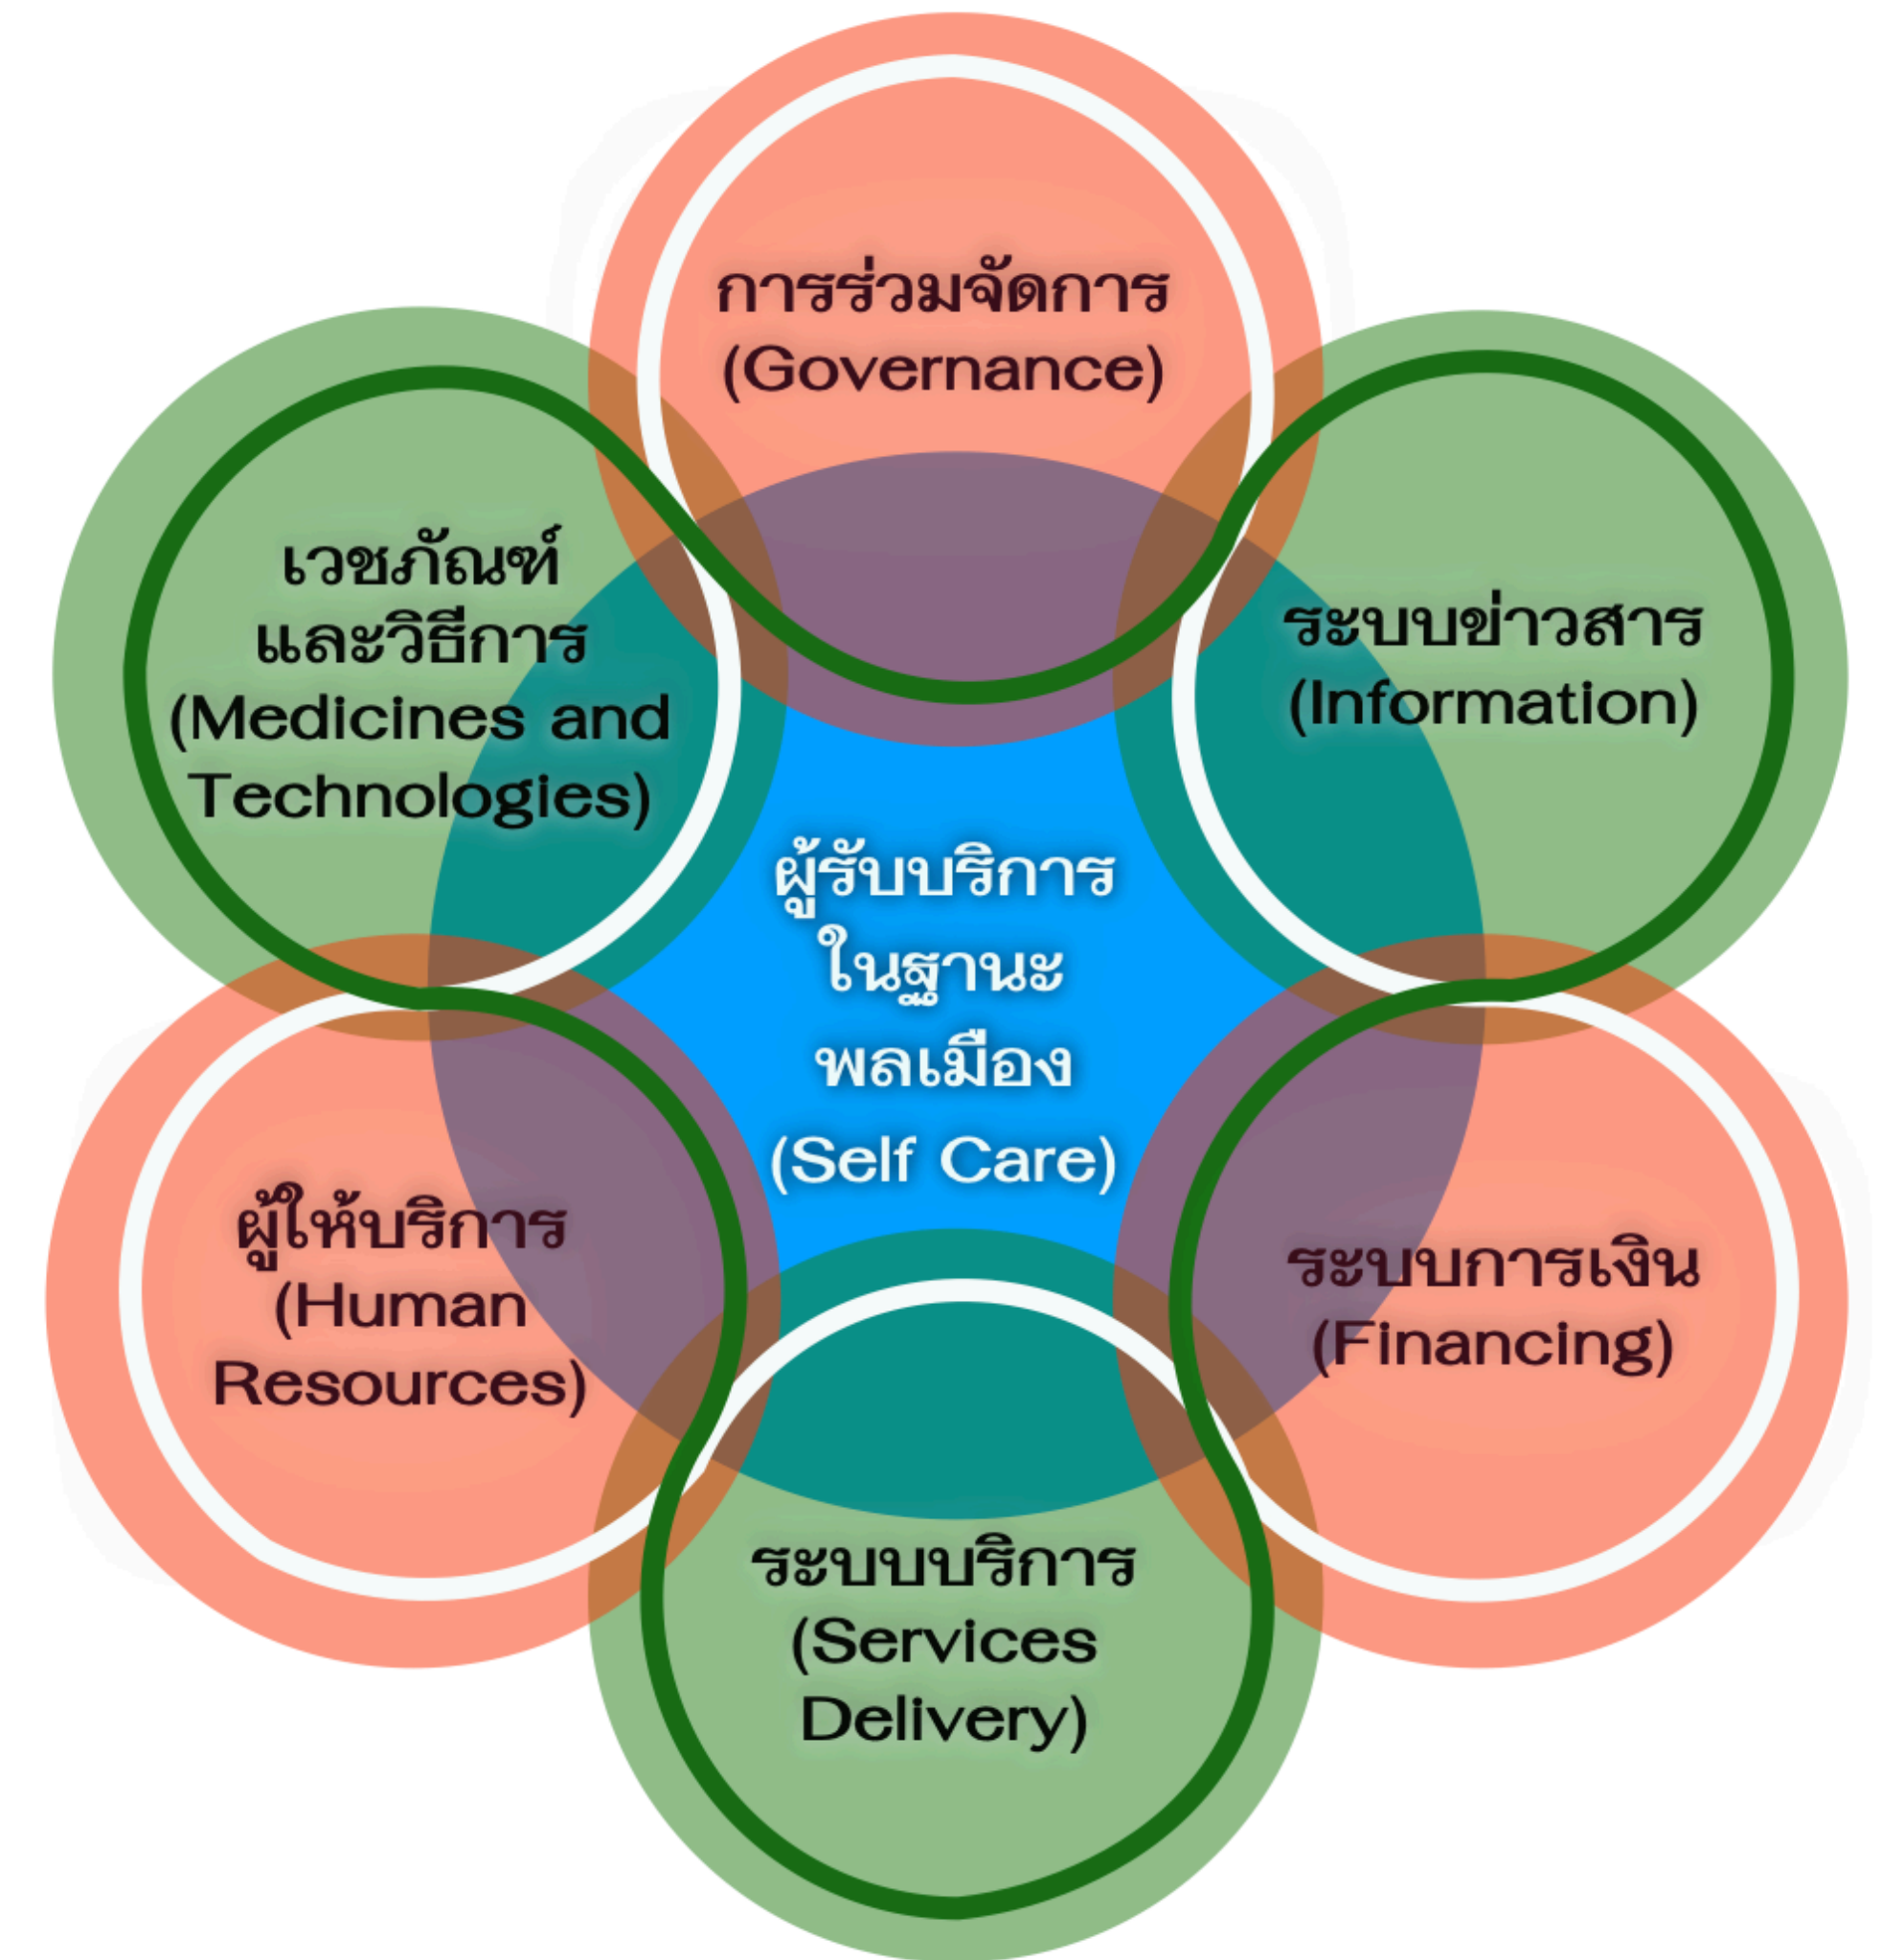 การร่วมจัดการ
(Governance)
เวชภัณฑ์
และวิธีการ
(Medicines and
Technologies)
ระบบข่าวสาร
(Information)
ผู้รับบริการ
ในฐานะ
พลเมือง
(Self Care)
ผู้ให้บริการ
(Human
Resources)
ระบบการเงิน
(Financing)
ระบบบริการ
(Services
Delivery)